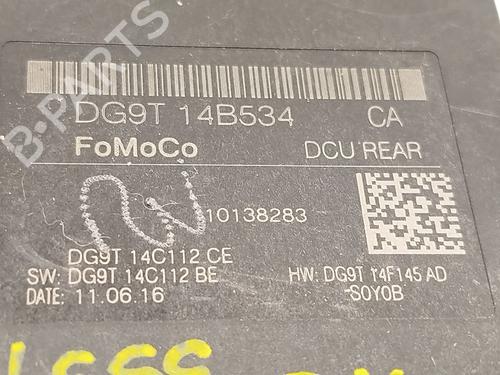 B-PARTS
DG9T 14B534 CA
FoMoCo DCU REAR
10138283
DG9T 14C112 CE
SW: DG9T 14C112 BE HW: DG9T 14F145 AD
DATE: 11.06.16 -S0Y0B